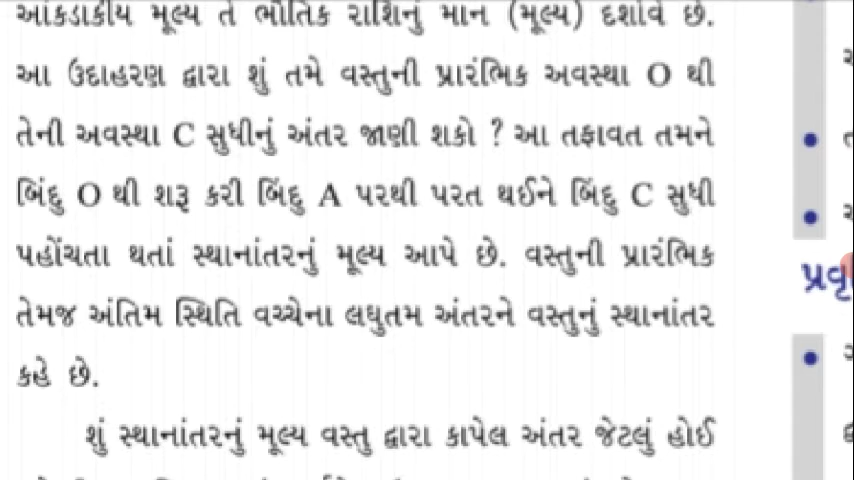 આંકડાકીય મૂલ્ય તે ભૌતિક રાશિનું માન (મૂલ્ય) દર્શાવે છે.
આ ઉદાહરણ દ્વારા શું તમે વસ્તુની પ્રારંભિક અવસ્થા O થી
તેની અવસ્થા C સુધીનું અંતર જાણી શકો ? આ તફાવત તમને
બિંદુ O થી શરૂ કરી બિંદુ A પરથી પરત થઈને બિંદુ C સુધી
પહોંચતા થતાં સ્થાનાંતરનું મૂલ્ય આપે છે. વસ્તુની પ્રારંભિક
તેમજ અંતિમ સ્થિતિ વચ્ચેના લઘુતમ અંતરને વસ્તુનું સ્થાનાંતર
કહે છે.
શું સ્થાનાંતરનું મૂલ્ય વસ્તુ દ્વારા કાપેલ અંતર જેટલું હોઈ